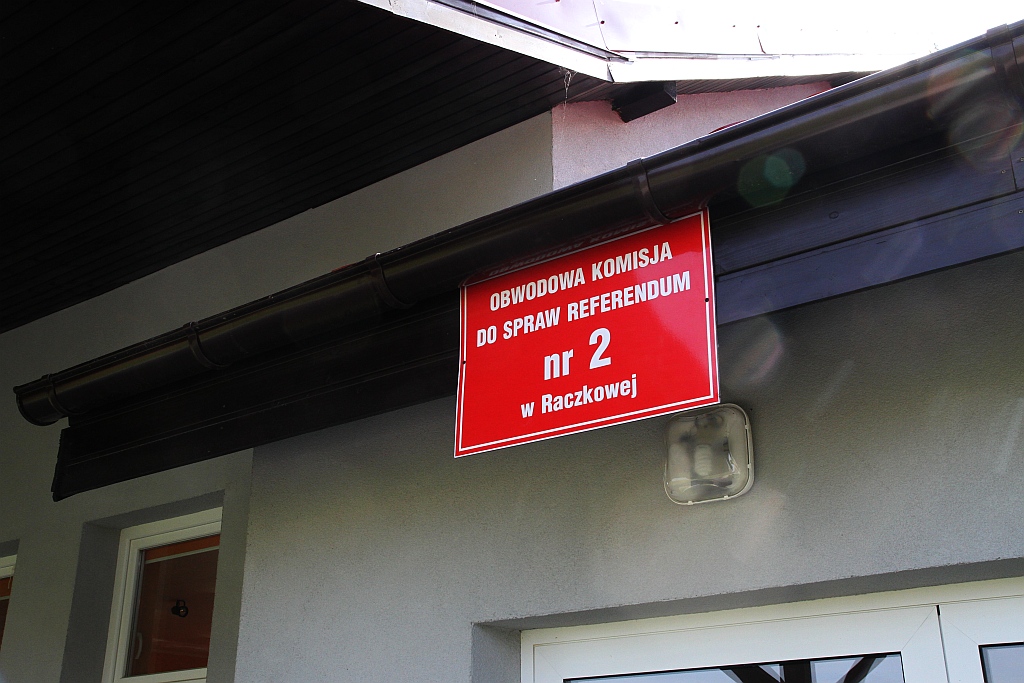 OBWODOWA KOMISJA
DO SPRAW REFERENDUM
nr 2
w Raczkowej